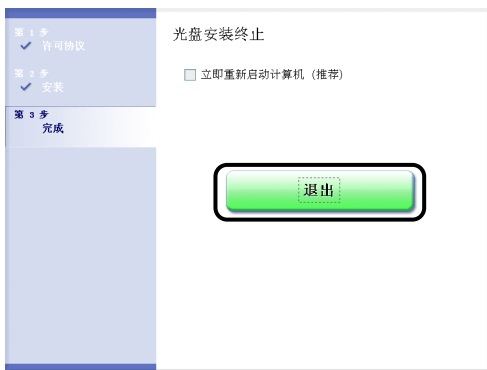 第 1 步
许可协议
第 2 步
安装
第 3 步
完成
光盘安装终止
立即重新启动计算机 (推荐)
退出